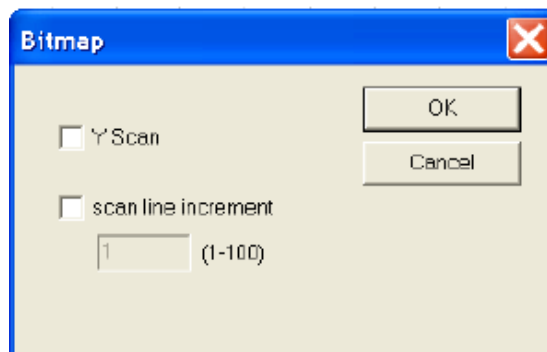 Bitmap
OK
Y Scan
Cancel
scan line increment
1 (1-100)